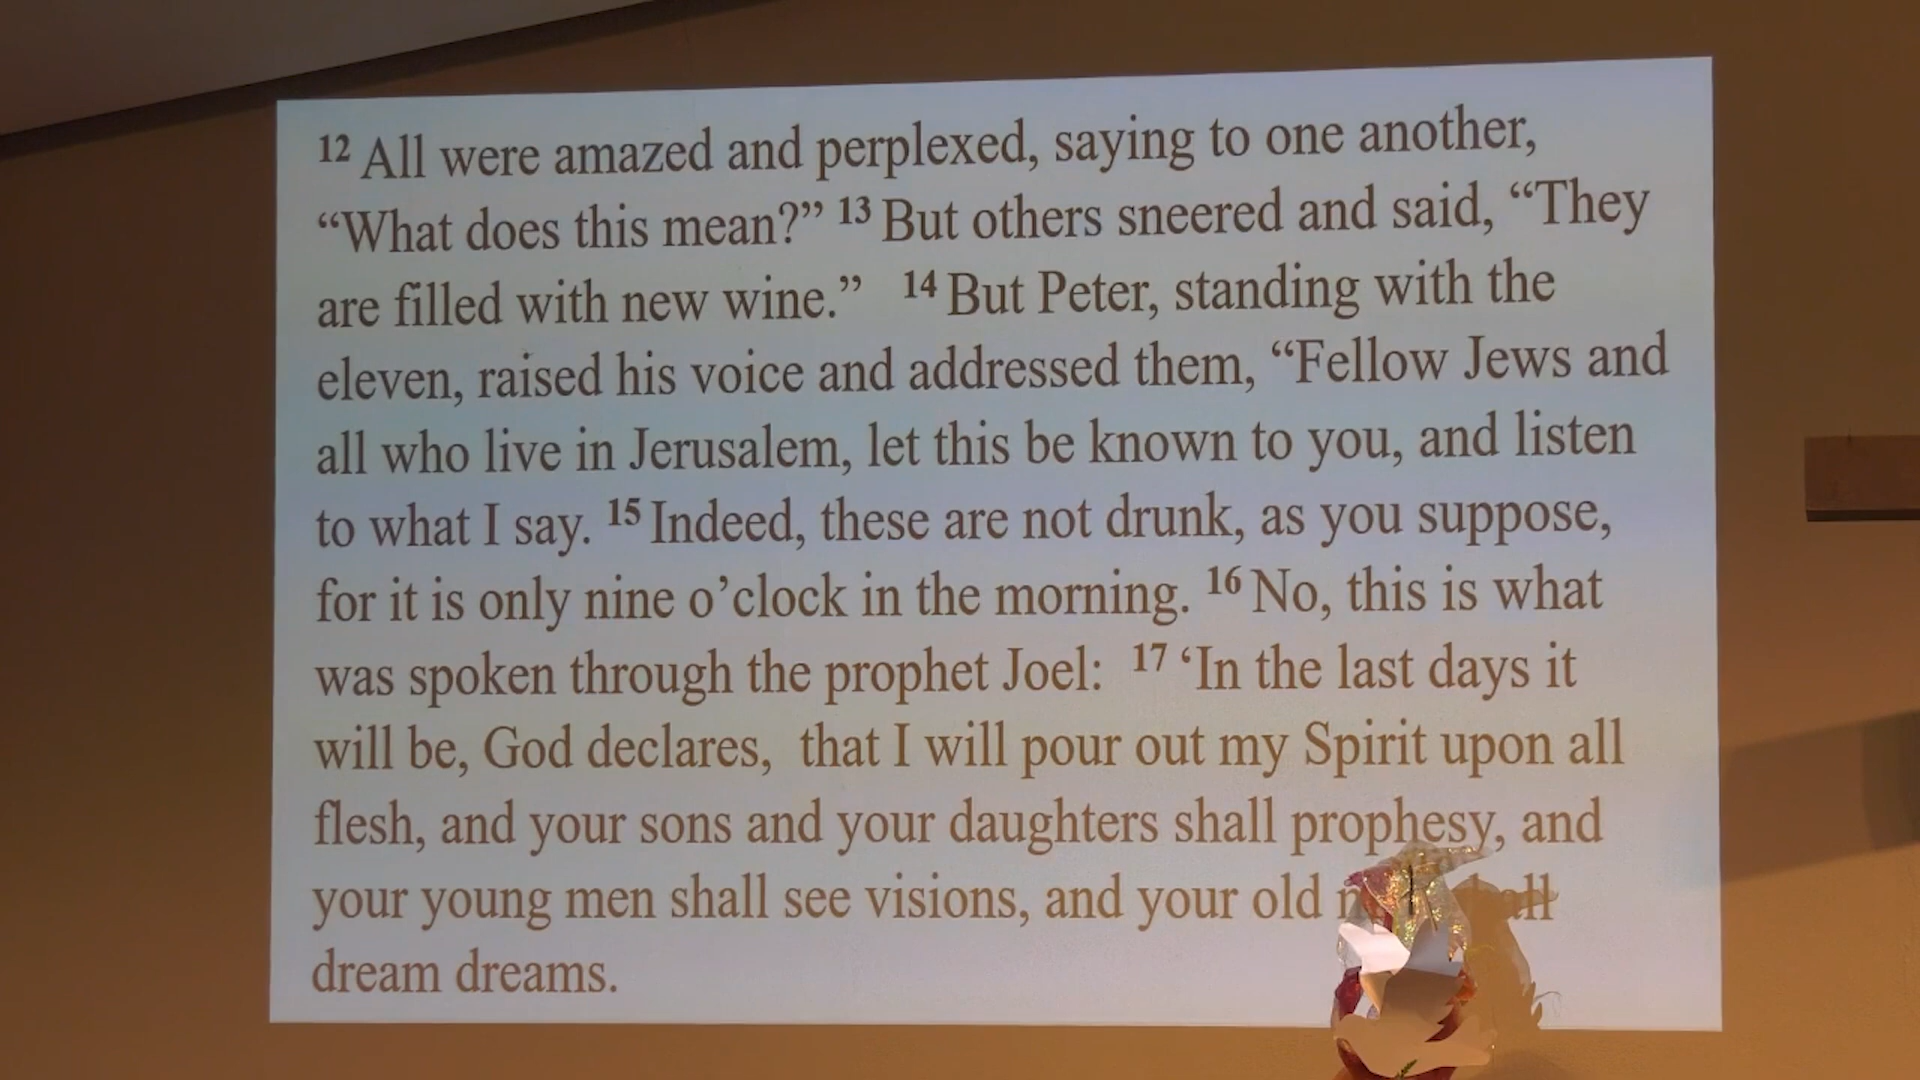 12 All were amazed and perplexed, saying to one another,
“What does this mean?” 13 But others sneered and said, “They
are filled with new wine.” 14 But Peter, standing with the
eleven, raised his voice and addressed them, “Fellow Jews and
all who live in Jerusalem, let this be known to you, and listen
to what I say. 15 Indeed, these are not drunk, as you suppose,
for it is only nine o’clock in the morning. 16 No, this is what
was spoken through the prophet Joel: 17 ‘In the last days it
will be, God declares, that I will pour out my Spirit upon all
flesh, and your sons and your daughters shall prophesy, and
your young men shall see visions, and your old
dream dreams.